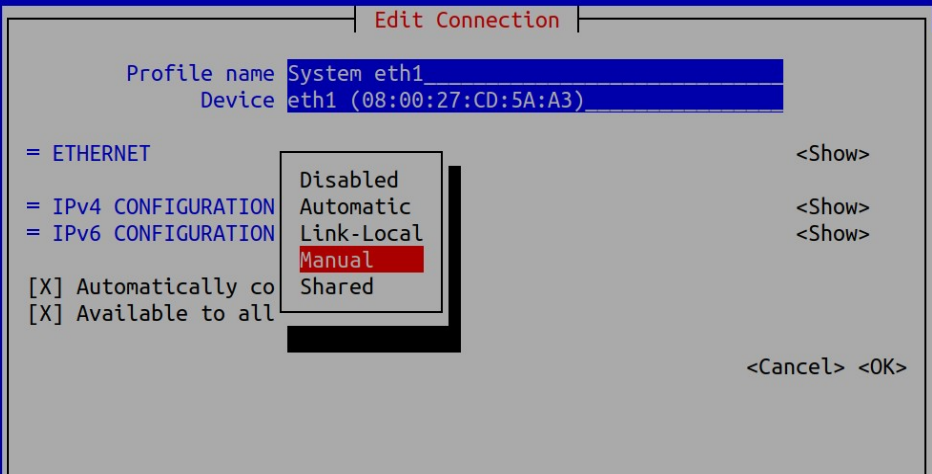 Edit Connection
Profile name System eth1
Device eth1 (08:00:27:CD:5A:A3)
= ETHERNET <Show>
Disabled
= IPv4 CONFIGURATION Automatic <Show>
= IPv6 CONFIGURATION Link-Local <Show>
Manual
[X] Automatically co Shared
[X] Available to all
<Cancel> <OK>